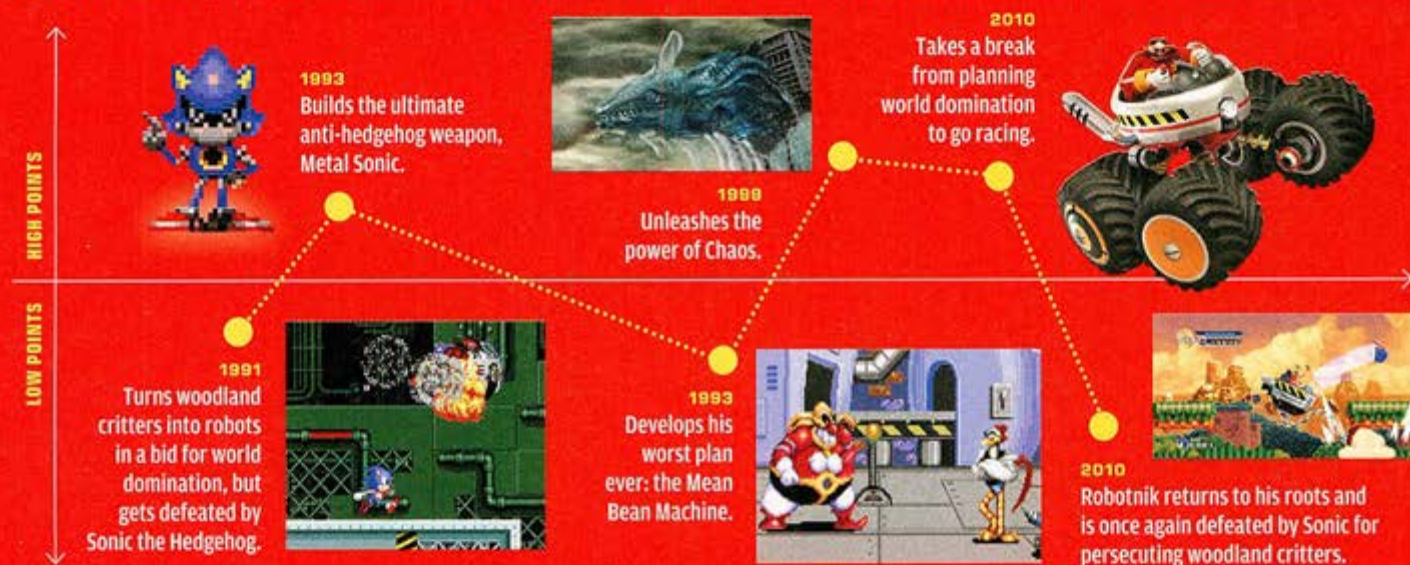 HIGH POINTS
LOW POINTS
1991
Turns woodland
critters into robots
in a bid for world
domination, but
gets defeated by
Sonic the Hedgehog.
1993
Builds the ultimate
anti-hedgehog weapon,
Metal Sonic.
1993
Develops his
worst plan
ever: the Mean
Bean Machine.
1999
Unleashes the
power of Chaos.
2010
Takes a break
from planning
world domination
to go racing.
2010
Robotnik returns to his roots and
is once again defeated by Sonic for
persecuting woodland critters.